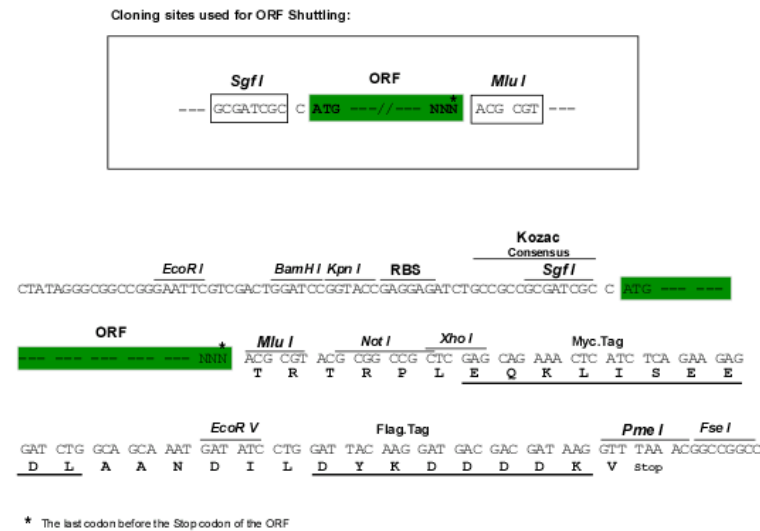 Cloning sites used for ORF Shuttling:
Sgf I ORF Mlu I
--- GCGATCGC C ATG ---//--- NNN* ACG CGT ---
Kozac
Consensus
EcoR I BamH I Kpn I RBS Sgf I
CTATAGGGCGGCCGGGAATTCGTCGACTGGATCCGGTACCGAGGAGATCTGCCGCCGCGATCGC C ATG --- ---
ORF
Mlu I Not I Xho I Myc.Tag
--- --- --- --- --- --- NNN* ACG CGT ACG CGG CCG CTC GAG CAG AAA CTC ATC TCA GAA GAG
T R T R P L E Q K L I S E E
EcoR V Flag.Tag Pme I Fse I
GAT CTG GCA GCA AAT GAT ATC CTG GAT TAC AAG GAT GAC GAC GAT AAG GTT TAA ACGGCCGGCC
D L A A N D I L D Y K D D D D K V Stop
* The last codon before the Stop codon of the ORF